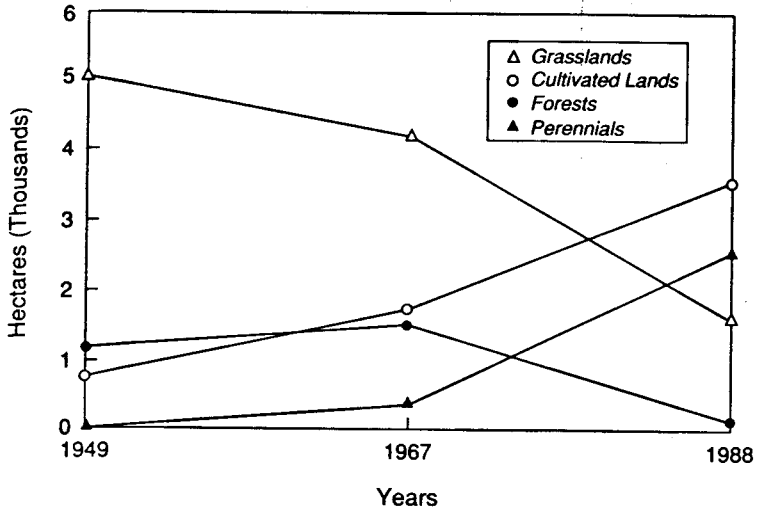 6
5
4
3
2
1
0
Hectares (Thousands)
Grasslands
Cultivated Lands
Forests
Perennials
1949 1967 1988
Years